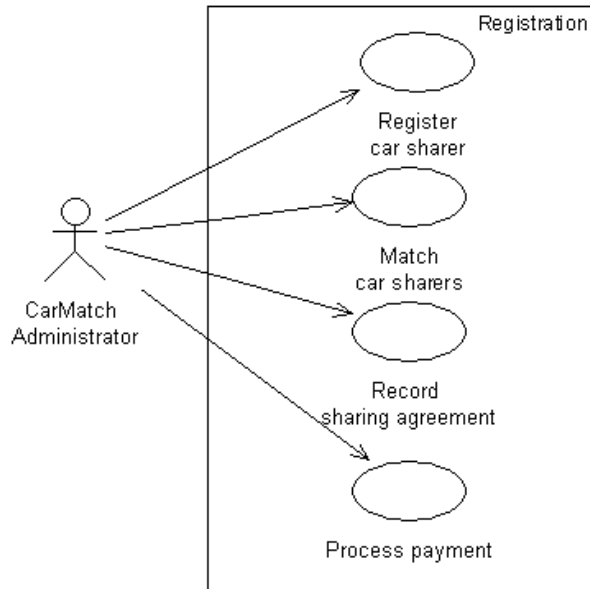 Registration
Register
car sharer
Match
car sharers
CarMatch
Administrator
Record
sharing agreement
Process payment